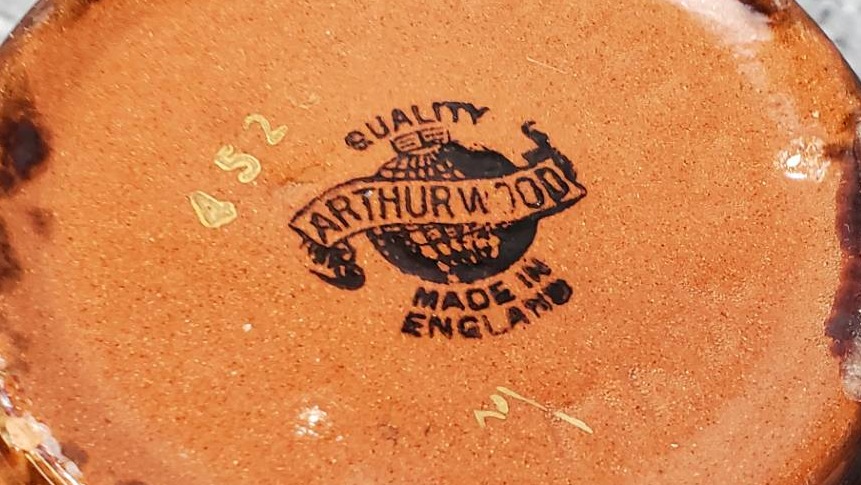 452
QUALITY
ARTHUR WOOD
MADE IN
ENGLAND